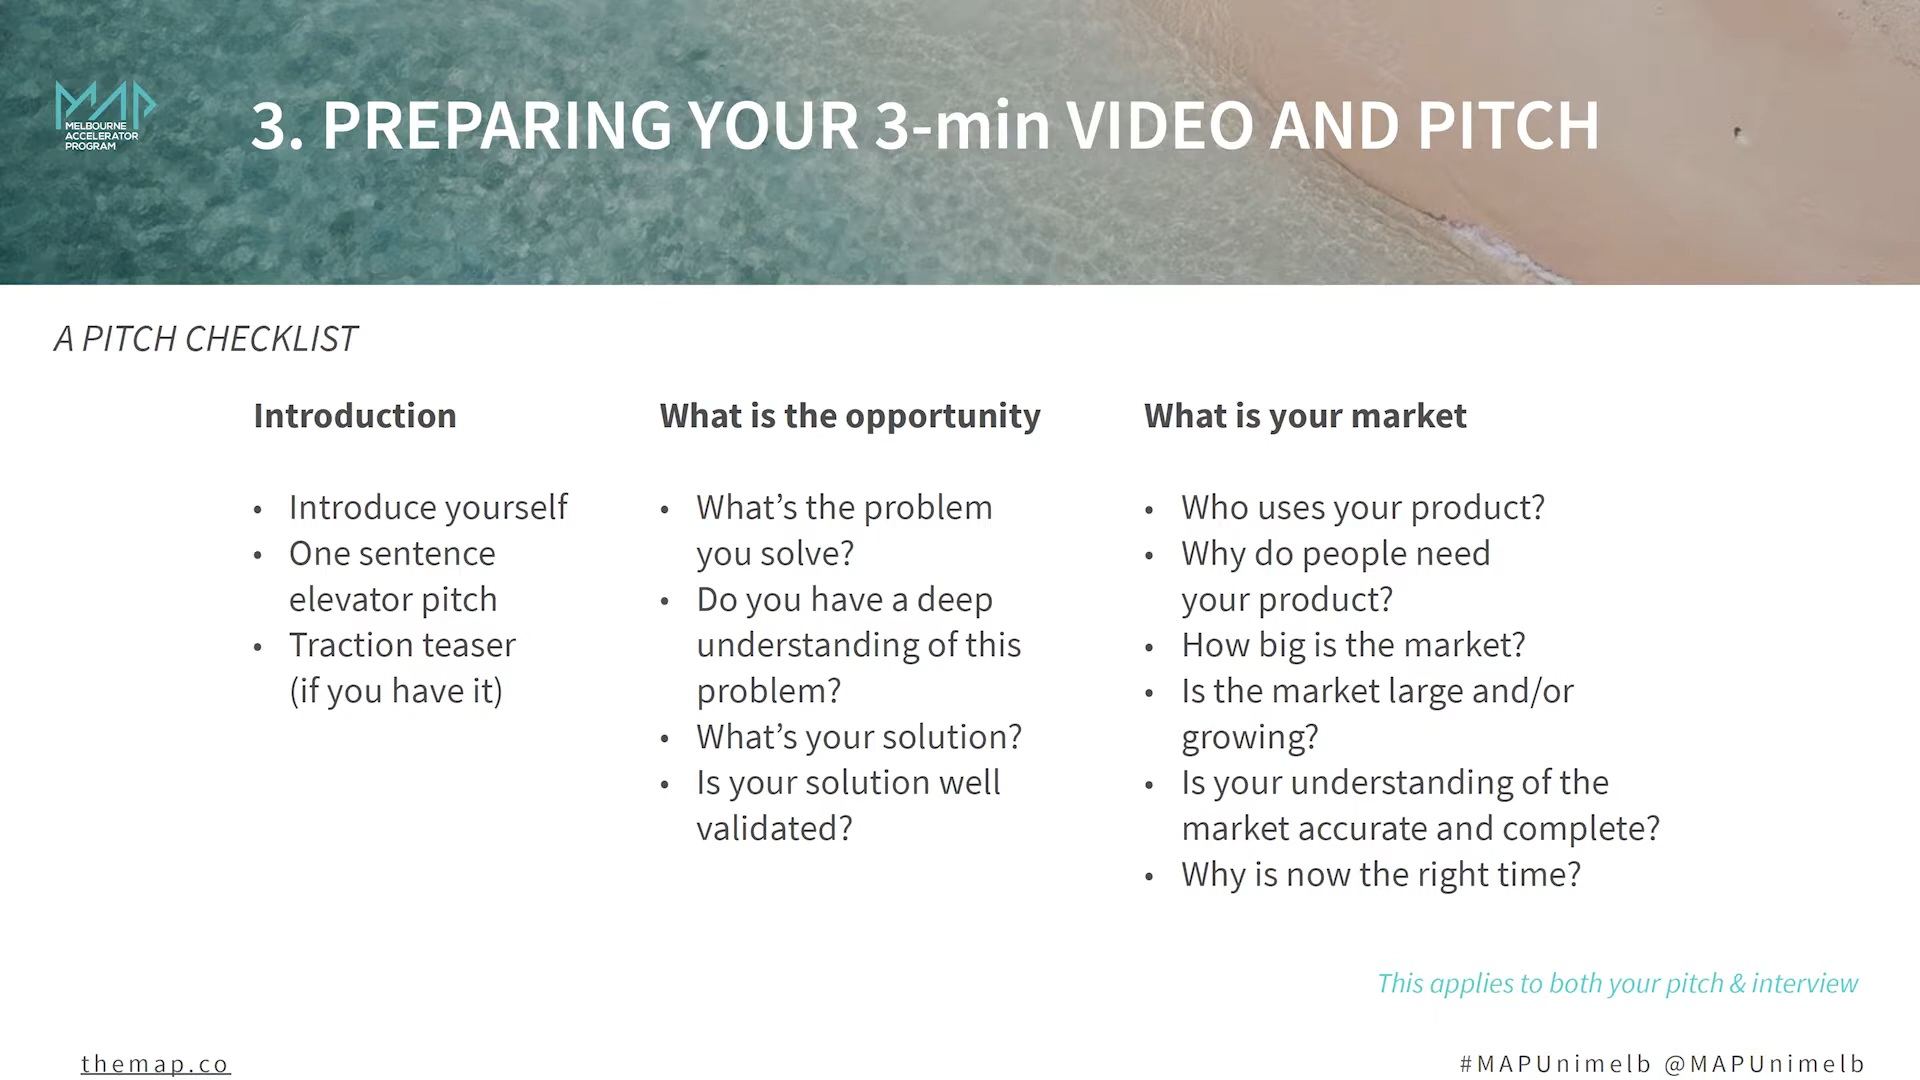 MAP
MELBOURNE
ACCELERATOR
PROGRAM
3. PREPARING YOUR 3-min VIDEO AND PITCH
A PITCH CHECKLIST
Introduction
• Introduce yourself
• One sentence
elevator pitch
• Traction teaser
(if you have it)
What is the opportunity
• What’s the problem
you solve?
• Do you have a deep
understanding of this
problem?
• What’s your solution?
• Is your solution well
validated?
What is your market
• Who uses your product?
• Why do people need
your product?
• How big is the market?
• Is the market large and/or
growing?
• Is your understanding of the
market accurate and complete?
• Why is now the right time?
This applies to both your pitch & interview
themap.co
#MAPUnimelb @MAPUnimelb